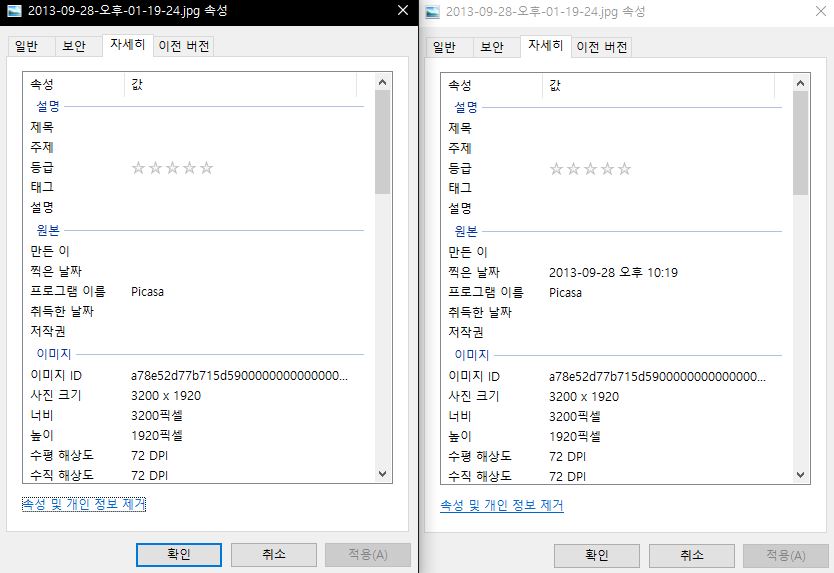 2013-09-28-오후-01-19-24.jpg 속성
일반 보안 자세히 이전 버전
속성 값
설명
제목
주제
등급 ☆☆☆☆☆
태그
설명
원본
만든 이
찍은 날짜
프로그램 이름 Picasa
취득한 날짜
저작권
이미지
이미지 ID a78e52d77b715d5900000000000000...
사진 크기 3200 x 1920
너비 3200픽셀
높이 1920픽셀
수평 해상도 72 DPI
수직 해상도 72 DPI
속성 및 개인 정보 제거
확인 취소 적용(A)
2013-09-28-오후-01-19-24.jpg 속성
일반 보안 자세히 이전 버전
속성 값
설명
제목
주제
등급 ☆☆☆☆☆
태그
설명
원본
만든 이
찍은 날짜 2013-09-28 오후 10:19
프로그램 이름 Picasa
취득한 날짜
저작권
이미지
이미지 ID a78e52d77b715d5900000000000000...
사진 크기 3200 x 1920
너비 3200픽셀
높이 1920픽셀
수평 해상도 72 DPI
수직 해상도 72 DPI
속성 및 개인 정보 제거
확인 취소 적용(A)